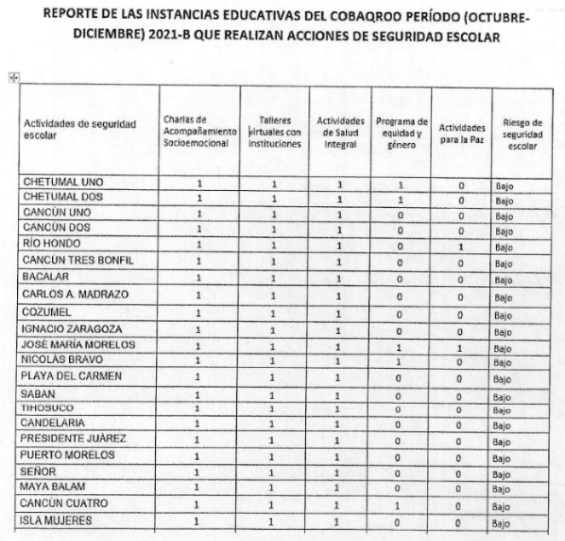 REPORTE DE LAS INSTANCIAS EDUCATIVAS DEL COBAQROO PERÍODO (OCTUBRE-
DICIEMBRE) 2021-B QUE REALIZAN ACCIONES DE SEGURIDAD ESCOLAR
Actividades de seguridad escolar Charlas de Acompañamiento Socioemocional Talleres virtuales con instituciones Actividades de Salud Integral Programa de equidad y género Actividades para la Paz Riesgo de seguridad escolar
CHETUMAL UNO 1 1 1 1 0 Bajo
CHETUMAL DOS 1 1 1 1 0 Bajo
CANCÚN UNO 1 1 1 0 0 Bajo
CANCÚN DOS 1 1 1 0 0 Bajo
RÍO HONDO 1 1 1 0 1 Bajo
CANCÚN TRES BONFIL 1 1 1 0 0 Bajo
BACALAR 1 1 1 0 0 Bajo
CARLOS A. MADRAZO 1 1 1 0 0 Bajo
COZUMEL 1 1 1 0 0 Bajo
IGNACIO ZARAGOZA 1 1 1 0 0 Bajo
JOSÉ MARÍA MORELOS 1 1 1 1 1 Bajo
NICOLÁS BRAVO 1 1 1 1 0 Bajo
PLAYA DEL CARMEN 1 1 1 0 0 Bajo
SABAN 1 1 1 0 0 Bajo
TIHOSUCO 1 1 1 0 0 Bajo
CANDELARIA 1 1 1 0 0 Bajo
PRESIDENTE JUÁREZ 1 1 1 0 0 Bajo
PUERTO MORELOS 1 1 1 0 0 Bajo
SEÑOR 1 1 1 0 0 Bajo
MAYA BALAM 1 1 1 0 0 Bajo
CANCÚN CUATRO 1 1 1 1 0 Bajo
ISLA MUJERES 1 1 1 0 0 Bajo